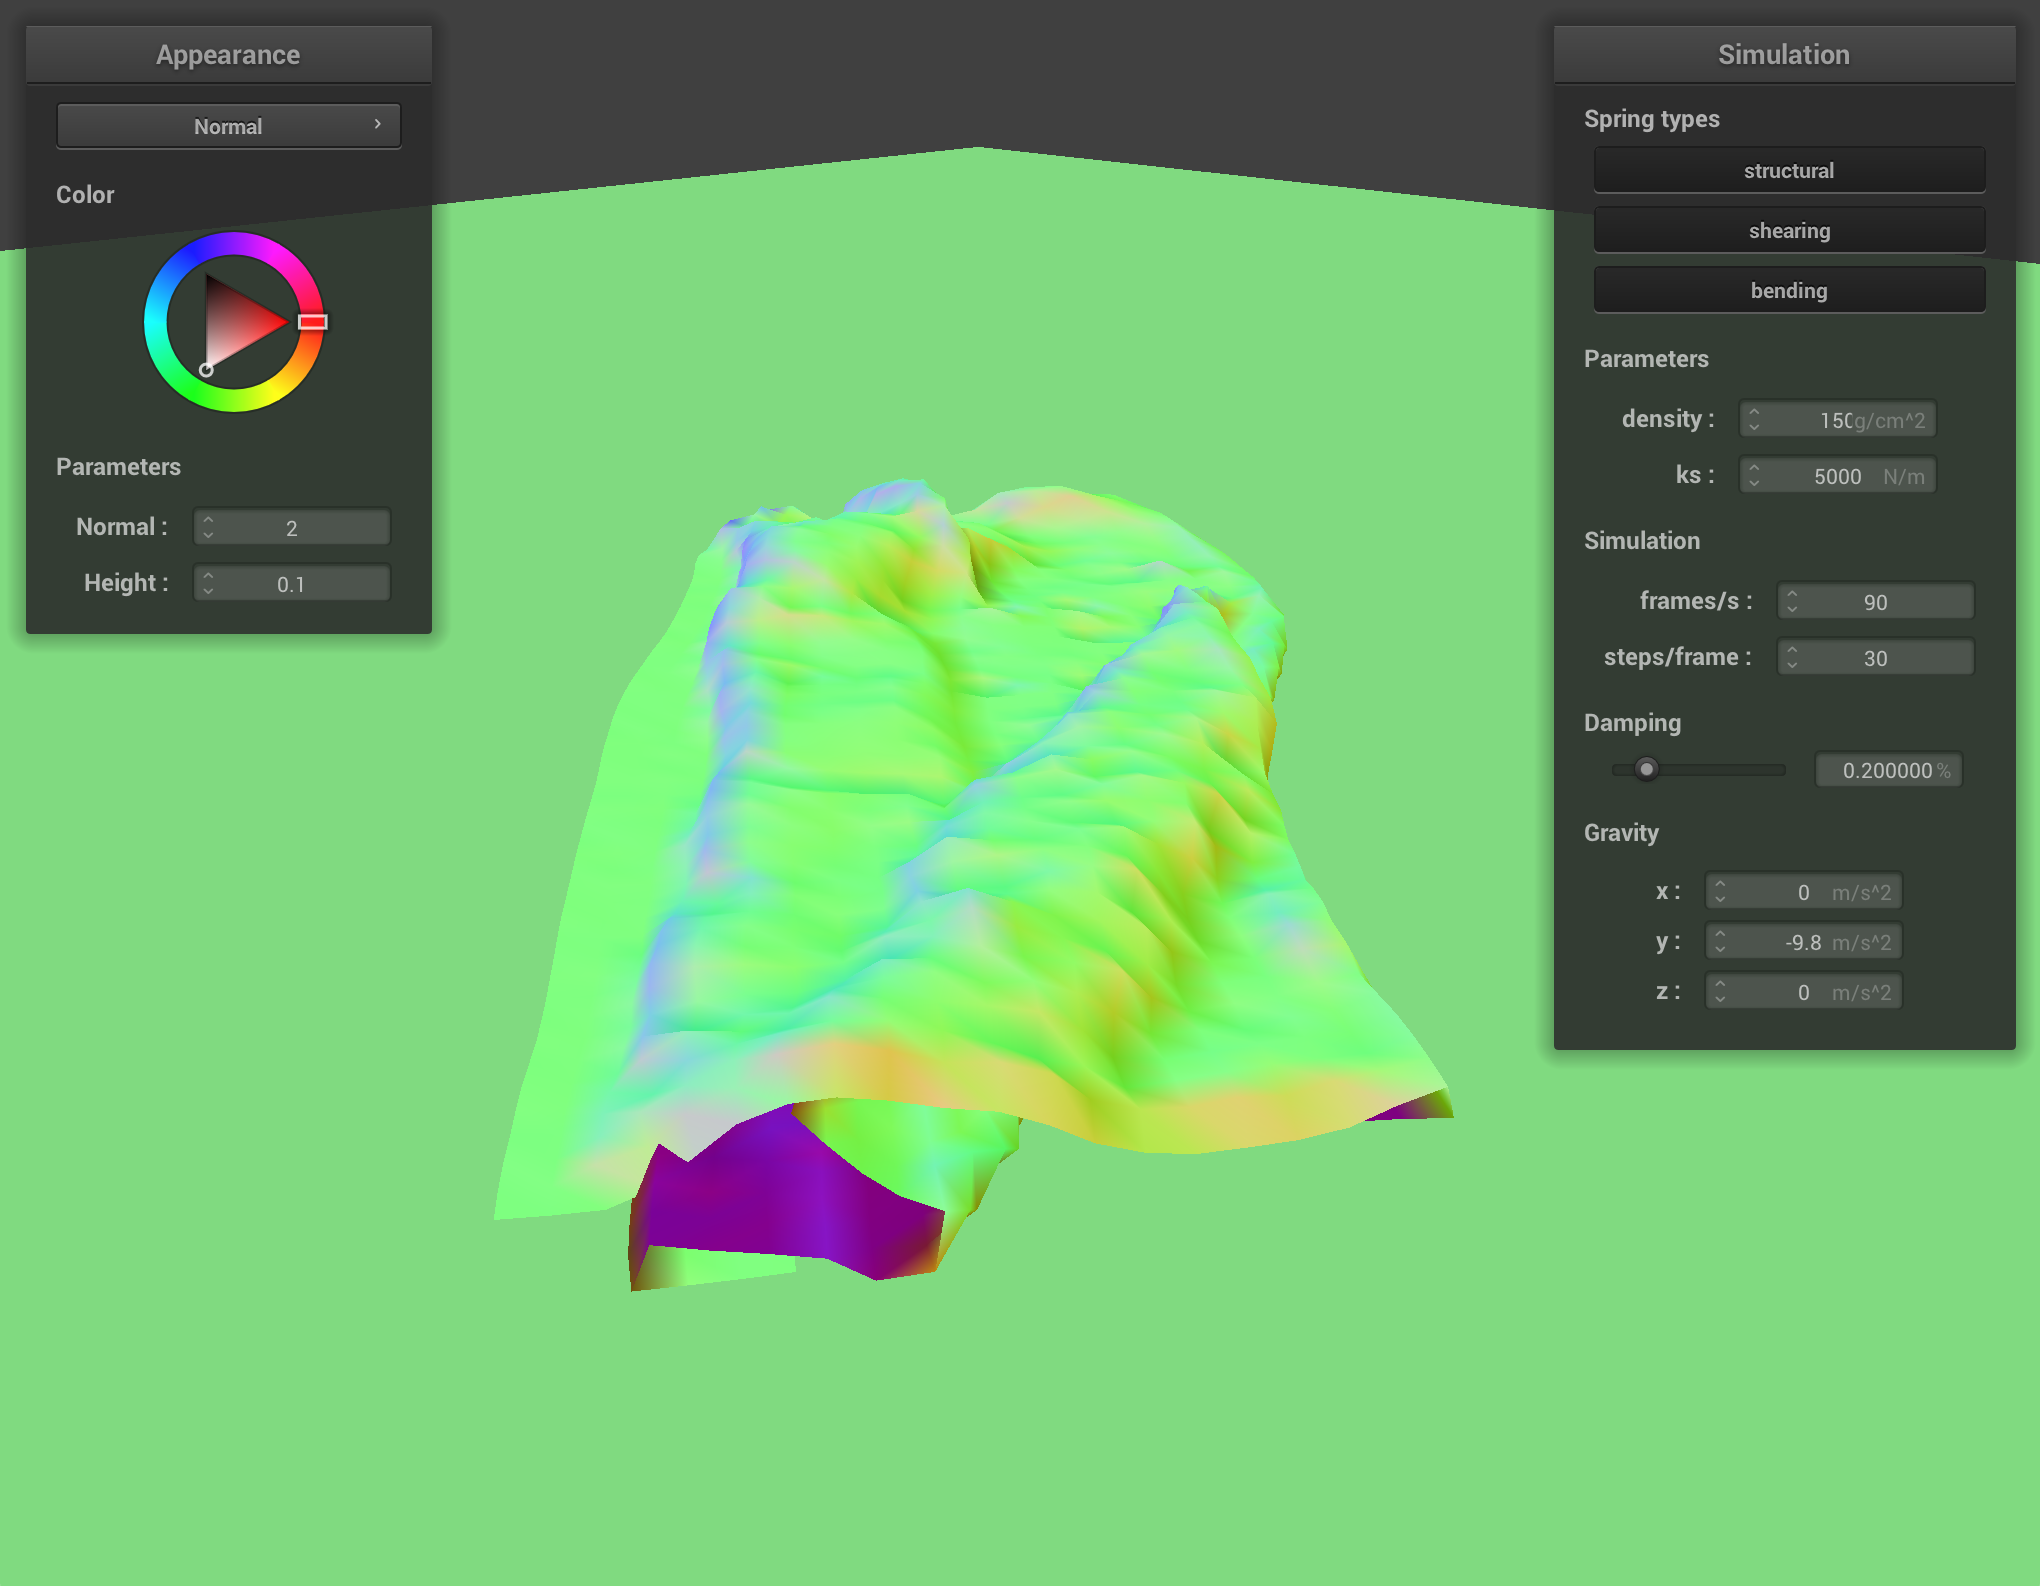 Appearance
Normal
Color
Parameters
Normal : 2
Height : 0.1
Simulation
Spring types
structural
shearing
bending
Parameters
density : 150 g/cm^2
ks : 5000 N/m
Simulation
frames/s : 90
steps/frame : 30
Damping
0.200000 %
Gravity
x : 0 m/s^2
y : -9.8 m/s^2
z : 0 m/s^2